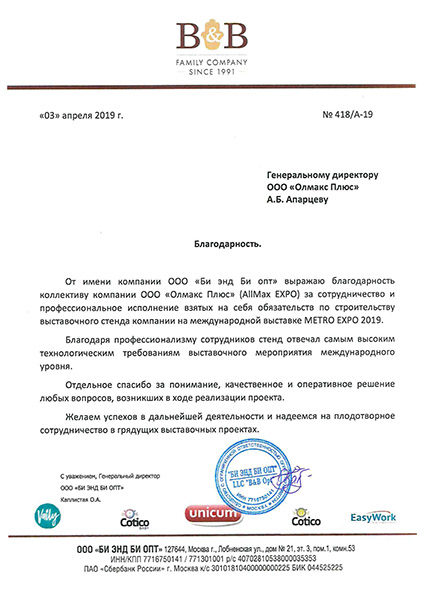 B&B
FAMILY COMPANY
SINCE 1991
«03» апреля 2019 г. № 418/А-19
Генеральному директору
ООО «Олмакс Плюс»
А.Б. Апарцеву
Благодарность.
От имени компании ООО «Би энд Би опт» выражаю благодарность
коллективу компании ООО «Олмакс Плюс» (AllMax EXPO) за сотрудничество и
профессиональное исполнение взятых на себя обязательств по строительству
выставочного стенда компании на международной выставке METRO EXPO 2019.
Благодаря профессионализму сотрудников стенд отвечал самым высоким
технологическим требованиям выставочного мероприятия международного
уровня.
Отдельное спасибо за понимание, качественное и оперативное решение
любых вопросов, возникших в ходе реализации проекта.
Желаем успехов в дальнейшей деятельности и надеемся на плодотворное
сотрудничество в грядущих выставочных проектах.
С уважением, Генеральный директор
ООО «БИ ЭНД БИ ОПТ»
Каплистая О.А.
"БИ ЭНД БИ ОПТ"
LLC "B&B Opt"
Vally
Cotico
unicum
Cotico
EasyWork
ООО «БИ ЭНД БИ ОПТ» 127644, Москва г., Лобненская ул., дом № 21, эт. 3, пом.1, комн.53
ИНН/КПП 7716750141 / 771301001 р/с 40702810538000035353
ПАО «Сбербанк России» г. Москва к/с 30101810400000000225 БИК 044525225